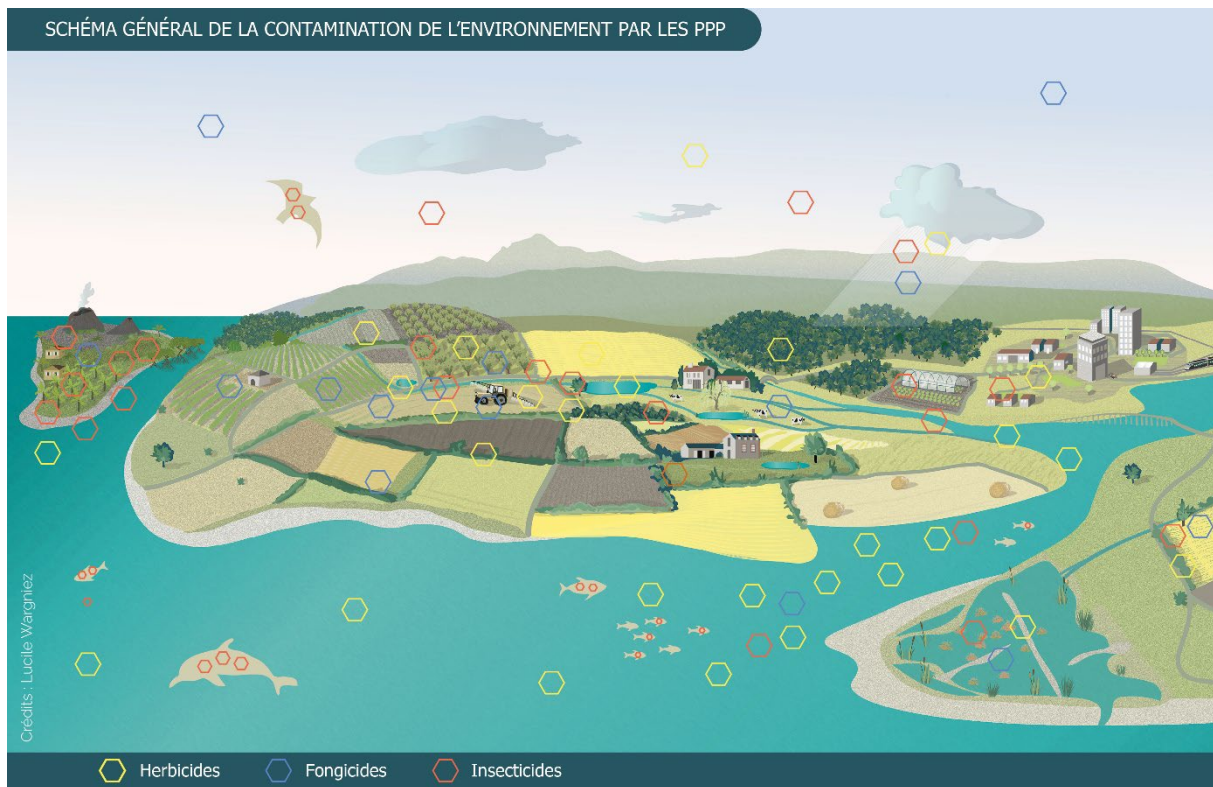 SCHÉMA GÉNÉRAL DE LA CONTAMINATION DE L'ENVIRONNEMENT PAR LES PPP
Crédits : Lucile Wargniez
Herbicides
Fongicides
Insecticides